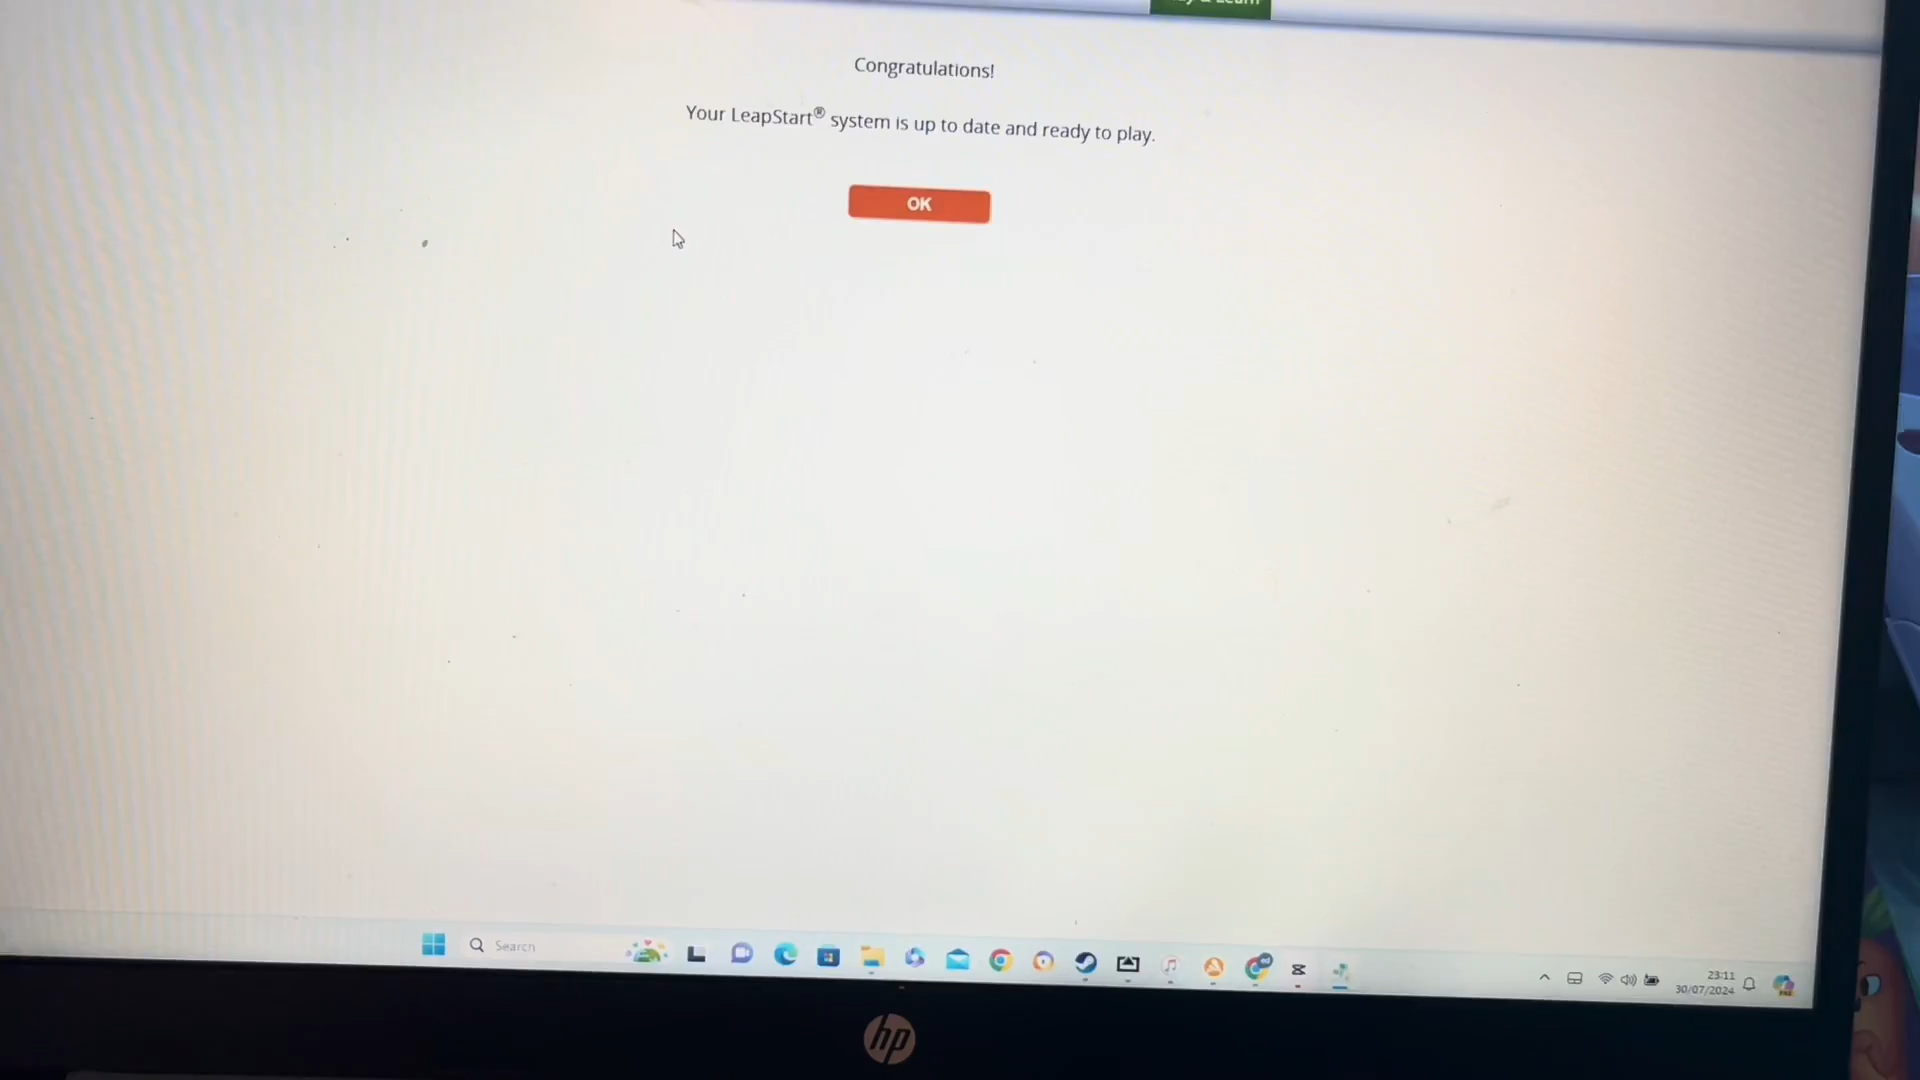 & Learn
Congratulations!
Your LeapStart® system is up to date and ready to play.
OK
Search
23:11
30/07/2024
hp